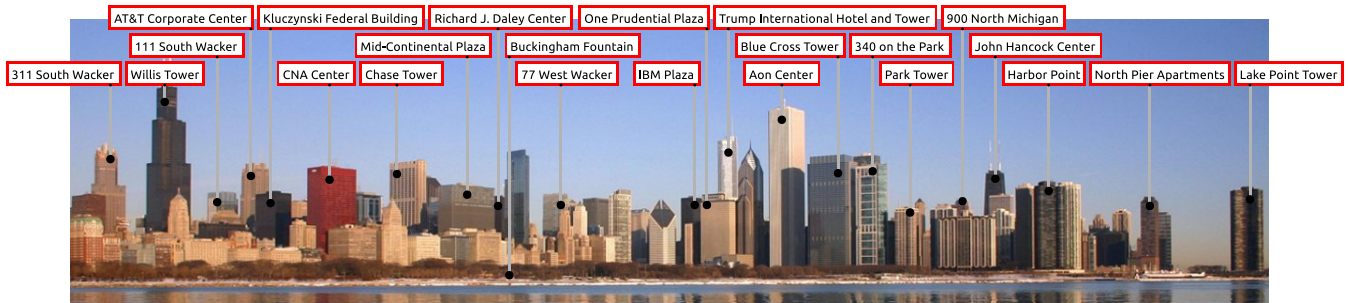 AT&T Corporate Center
Kluczynski Federal Building
Richard J. Daley Center
One Prudential Plaza
Trump International Hotel and Tower
900 North Michigan
111 South Wacker
Mid-Continental Plaza
Buckingham Fountain
Blue Cross Tower
340 on the Park
John Hancock Center
311 South Wacker
Willis Tower
CNA Center
Chase Tower
77 West Wacker
IBM Plaza
Aon Center
Park Tower
Harbor Point
North Pier Apartments
Lake Point Tower